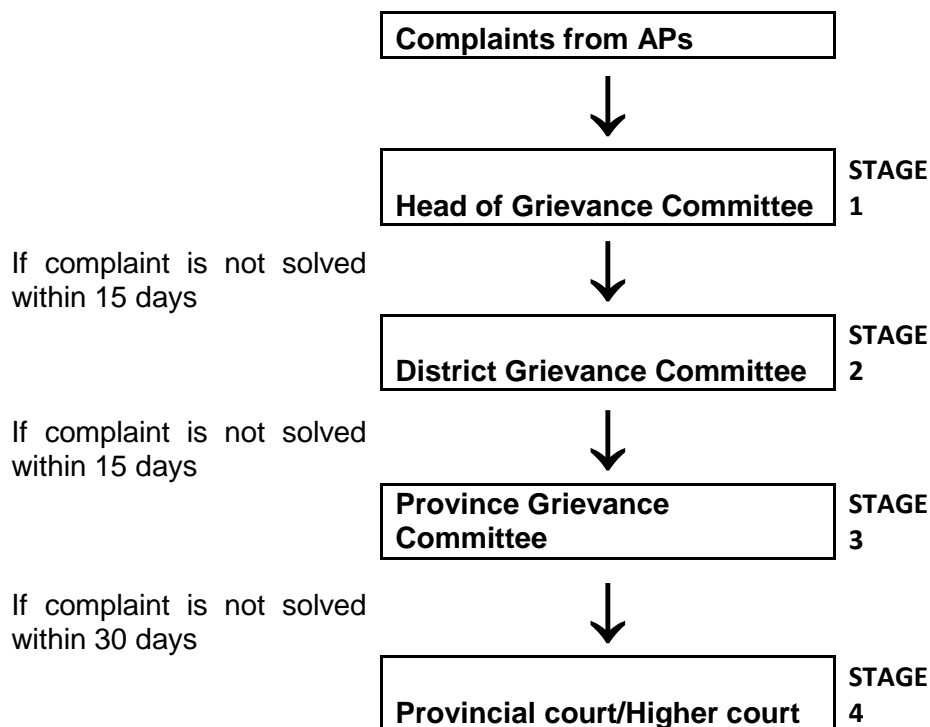 Complaints from APs
STAGE
Head of Grievance Committee 1
If complaint is not solved
within 15 days
STAGE
District Grievance Committee 2
If complaint is not solved
within 15 days
Province Grievance STAGE
Committee 3
If complaint is not solved
within 30 days
STAGE
Provincial court/Higher court 4